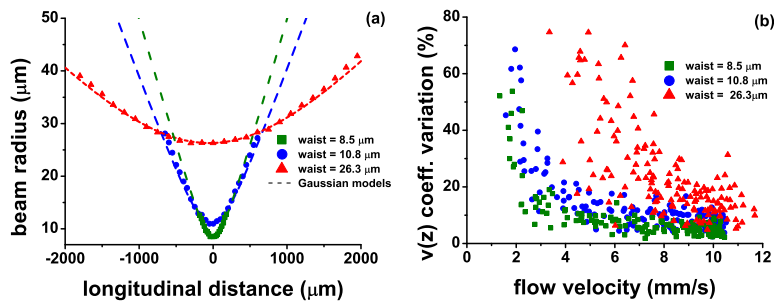 (a)
50
40
30
20
10
beam radius (µm)
-2000
-1000
0
1000
2000
longitudinal distance (µm)
waist = 8.5 µm
waist = 10.8 µm
waist = 26.3 µm
Gaussian models
(b)
80
60
40
20
0
v(z) coeff. variation (%)
0
2
4
6
8
10
12
flow velocity (mm/s)
waist = 8.5 µm
waist = 10.8 µm
waist = 26.3 µm